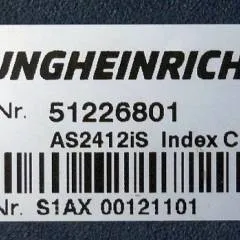 UNGHEINRICH
Nr. 51226801
AS2412iS Index C
Nr. S1AX 00121101